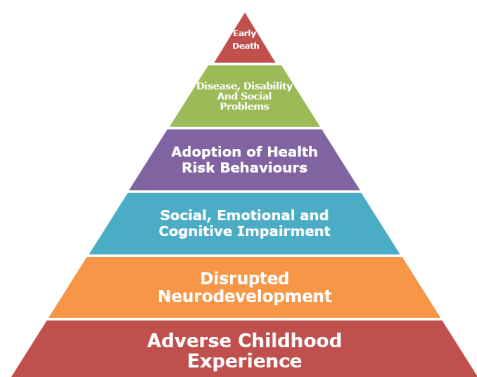 Early
Death
Disease, Disability
And Social
Problems
Adoption of Health
Risk Behaviours
Social, Emotional and
Cognitive Impairment
Disrupted
Neurodevelopment
Adverse Childhood
Experience